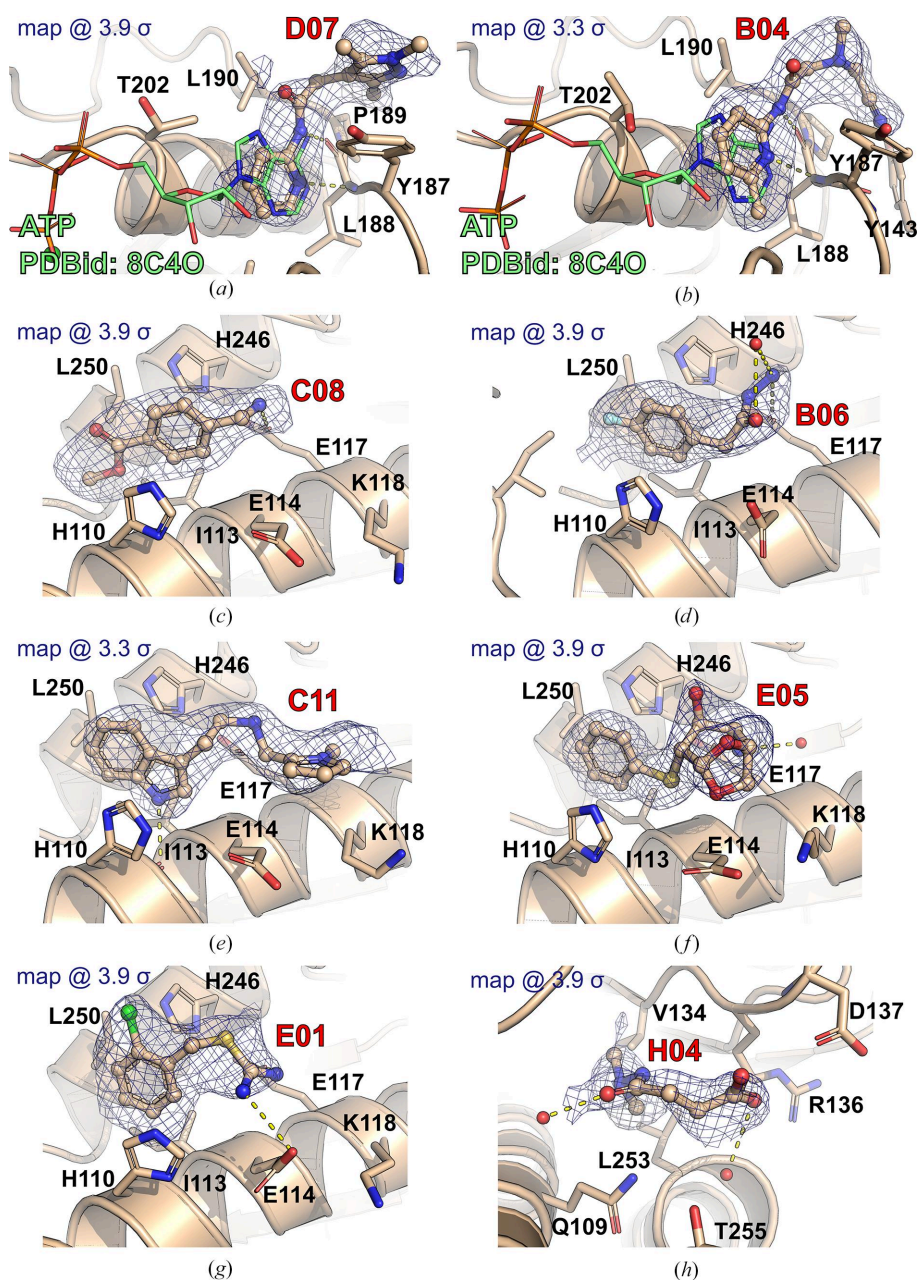 map @ 3.9 σ
D07
L190
T202
P189
Y187
L188
ATP
PDBid: 8C4O
(a)
map @ 3.3 σ
B04
L190
T202
Y187
L188
Y143
ATP
PDBid: 8C4O
(b)
map @ 3.9 σ
H246
L250
C08
E117
K118
E114
H110
I113
(c)
map @ 3.9 σ
H246
L250
B06
E117
E114
H110
I113
(d)
map @ 3.3 σ
H246
L250
C11
E117
E114
K118
H110
I113
(e)
map @ 3.9 σ
H246
L250
E05
E117
K118
E114
H110
I113
(f)
map @ 3.9 σ
H246
L250
E01
E117
K118
H110
I113
E114
(g)
map @ 3.9 σ
V134
D137
H04
R136
L253
Q109
T255
(h)